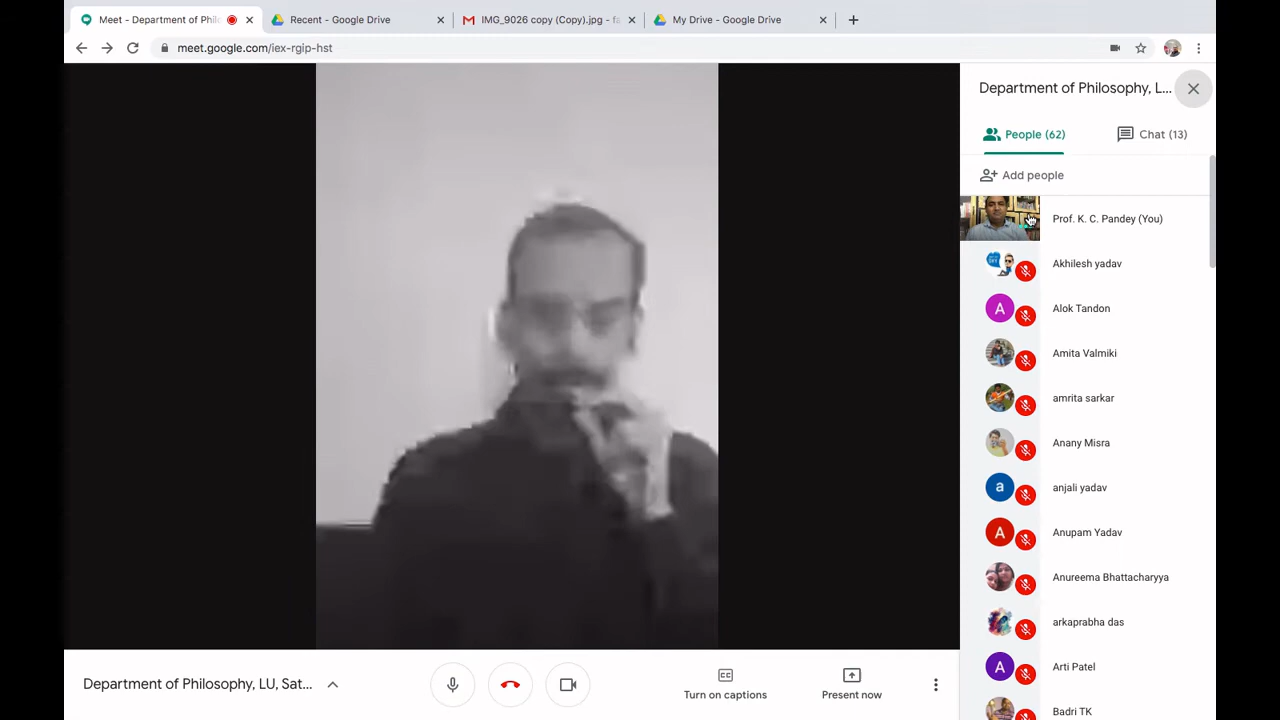 Meet - Department of Phil
Recent - Google Drive
IMG_9026 copy (Copy).jpg - fa
My Drive - Google Drive
meet.google.com/iex-rgip-hst
Department of Philosophy, L...
People (62)
Chat (13)
Add people
Prof. K. C. Pandey (You)
Akhilesh yadav
A
Alok Tandon
Amita Valmiki
amrita sarkar
Anany Misra
a
anjali yadav
A
Anupam Yadav
Anureema Bhattacharyya
arkaprabha das
A
Arti Patel
Badri TK
Department of Philosophy, LU, Sat...
CC
Turn on captions
Present now